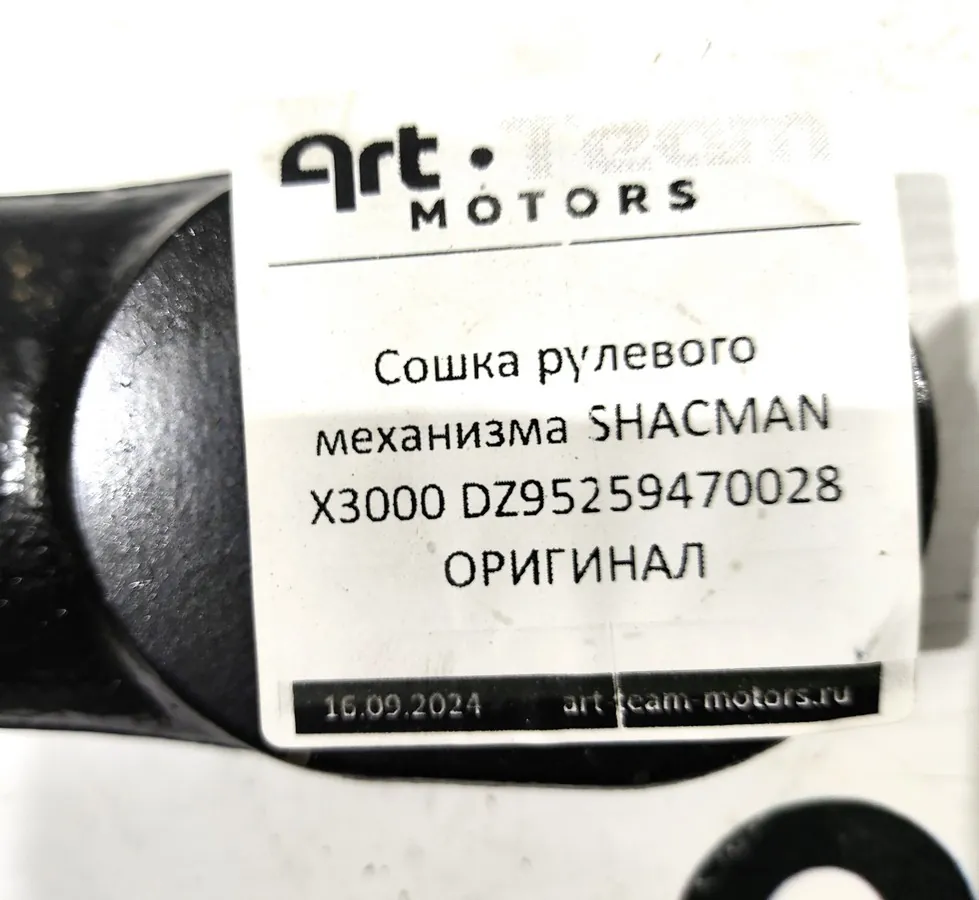 art · Team
MOTORS
Сошка рулевого
механизма SHACMAN
X3000 DZ95259470028
ОРИГИНАЛ
16.09.2024 art-team-motors.ru